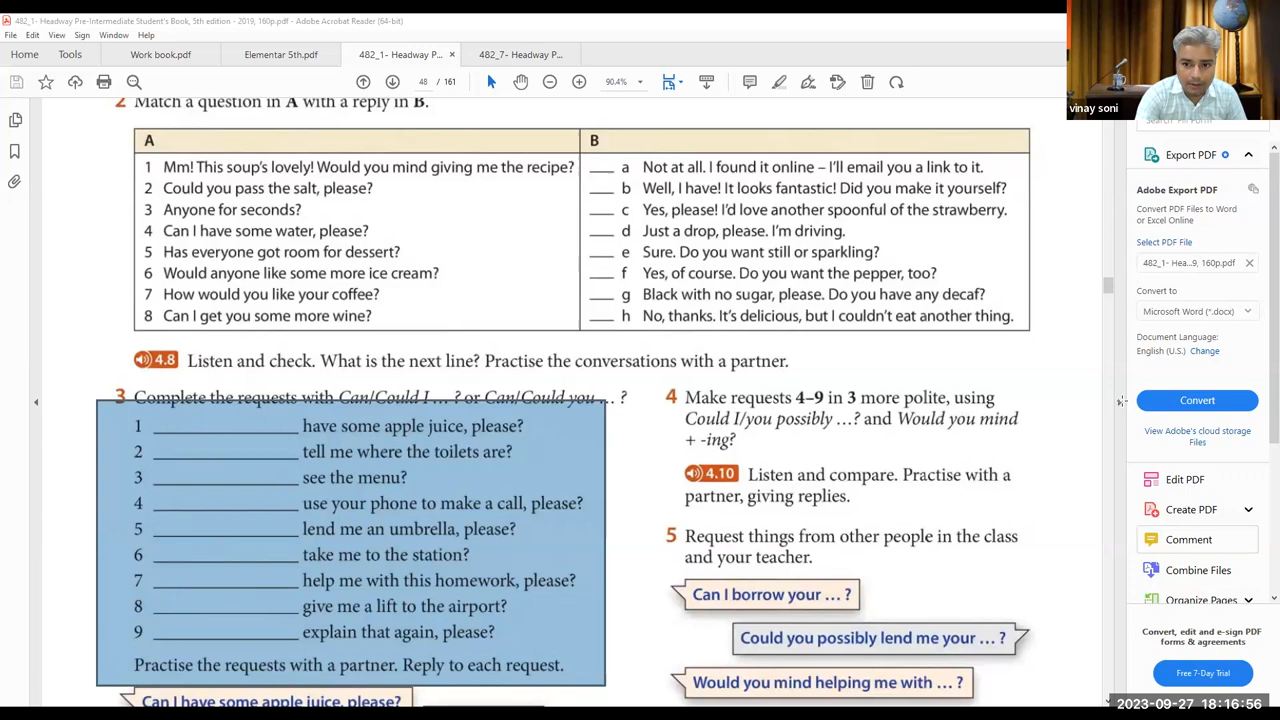 482_1- Headway Pre-Intermediate Student's Book, 5th edition - 2019, 160p.pdf - Adobe Acrobat Reader (64-bit)
File Edit View Sign Window Help
Home Tools Work book.pdf Elementar 5th.pdf 482_1- Headway P... × 482_7- Headway P...
48 / 161 90.4%
vinay soni
2 Match a question in A with a reply in B.
A B
1 Mm! This soup's lovely! Would you mind giving me the recipe? ___ a Not at all. I found it online – I'll email you a link to it.
2 Could you pass the salt, please? ___ b Well, I have! It looks fantastic! Did you make it yourself?
3 Anyone for seconds? ___ c Yes, please! I'd love another spoonful of the strawberry.
4 Can I have some water, please? ___ d Just a drop, please. I'm driving.
5 Has everyone got room for dessert? ___ e Sure. Do you want still or sparkling?
6 Would anyone like some more ice cream? ___ f Yes, of course. Do you want the pepper, too?
7 How would you like your coffee? ___ g Black with no sugar, please. Do you have any decaf?
8 Can I get you some more wine? ___ h No, thanks. It's delicious, but I couldn't eat another thing.
4.8 Listen and check. What is the next line? Practise the conversations with a partner.
3 Complete the requests with Can/Could I … ? or Can/Could you … ?
1 ______________ have some apple juice, please?
2 ______________ tell me where the toilets are?
3 ______________ see the menu?
4 ______________ use your phone to make a call, please?
5 ______________ lend me an umbrella, please?
6 ______________ take me to the station?
7 ______________ help me with this homework, please?
8 ______________ give me a lift to the airport?
9 ______________ explain that again, please?
Practise the requests with a partner. Reply to each request.
Can I have some apple juice, please?
4 Make requests 4–9 in 3 more polite, using
Could I/you possibly …? and Would you mind
+ -ing?
4.10 Listen and compare. Practise with a
partner, giving replies.
5 Request things from other people in the class
and your teacher.
Can I borrow your … ?
Could you possibly lend me your … ?
Would you mind helping me with … ?
Export PDF
Adobe Export PDF
Convert PDF Files to Word
or Excel Online
Select PDF File
482_1- Hea...9, 160p.pdf ×
Convert to
Microsoft Word (*.docx)
Document Language:
English (U.S.) Change
Convert
View Adobe's cloud storage
Files
Edit PDF
Create PDF
Comment
Combine Files
Organize Pages
Convert, edit and e-sign PDF
forms & agreements
Free 7-Day Trial
2023-09-27 18:16:56